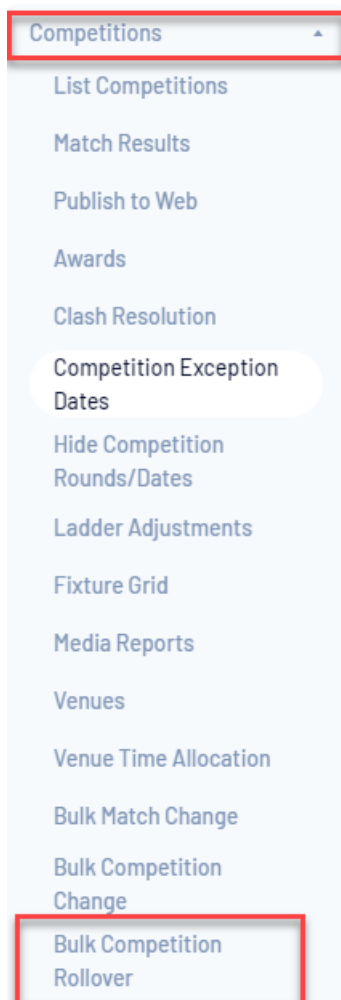 Competitions
List Competitions
Match Results
Publish to Web
Awards
Clash Resolution
Competition Exception
Dates
Hide Competition
Rounds/Dates
Ladder Adjustments
Fixture Grid
Media Reports
Venues
Venue Time Allocation
Bulk Match Change
Bulk Competition
Change
Bulk Competition
Rollover